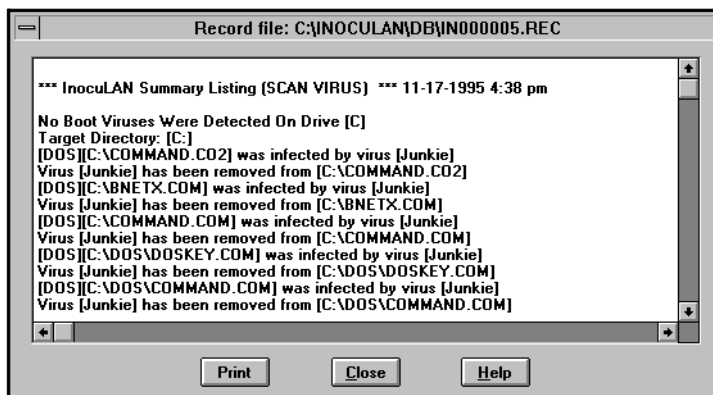 Record file: C:\INOCULAN\DB\IN000005.REC
*** InocuLAN Summary Listing (SCAN VIRUS) *** 11-17-1995 4:38 pm
No Boot Viruses Were Detected On Drive [C]
Target Directory: [C:]
[DOS][C:\COMMAND.CO2] was infected by virus [Junkie]
Virus [Junkie] has been removed from [C:\COMMAND.CO2]
[DOS][C:\BNETX.COM] was infected by virus [Junkie]
Virus [Junkie] has been removed from [C:\BNETX.COM]
[DOS][C:\COMMAND.COM] was infected by virus [Junkie]
Virus [Junkie] has been removed from [C:\COMMAND.COM]
[DOS][C:\DOS\DOSKEY.COM] was infected by virus [Junkie]
Virus [Junkie] has been removed from [C:\DOS\DOSKEY.COM]
[DOS][C:\DOS\COMMAND.COM] was infected by virus [Junkie]
Virus [Junkie] has been removed from [C:\DOS\COMMAND.COM]
Print Close Help